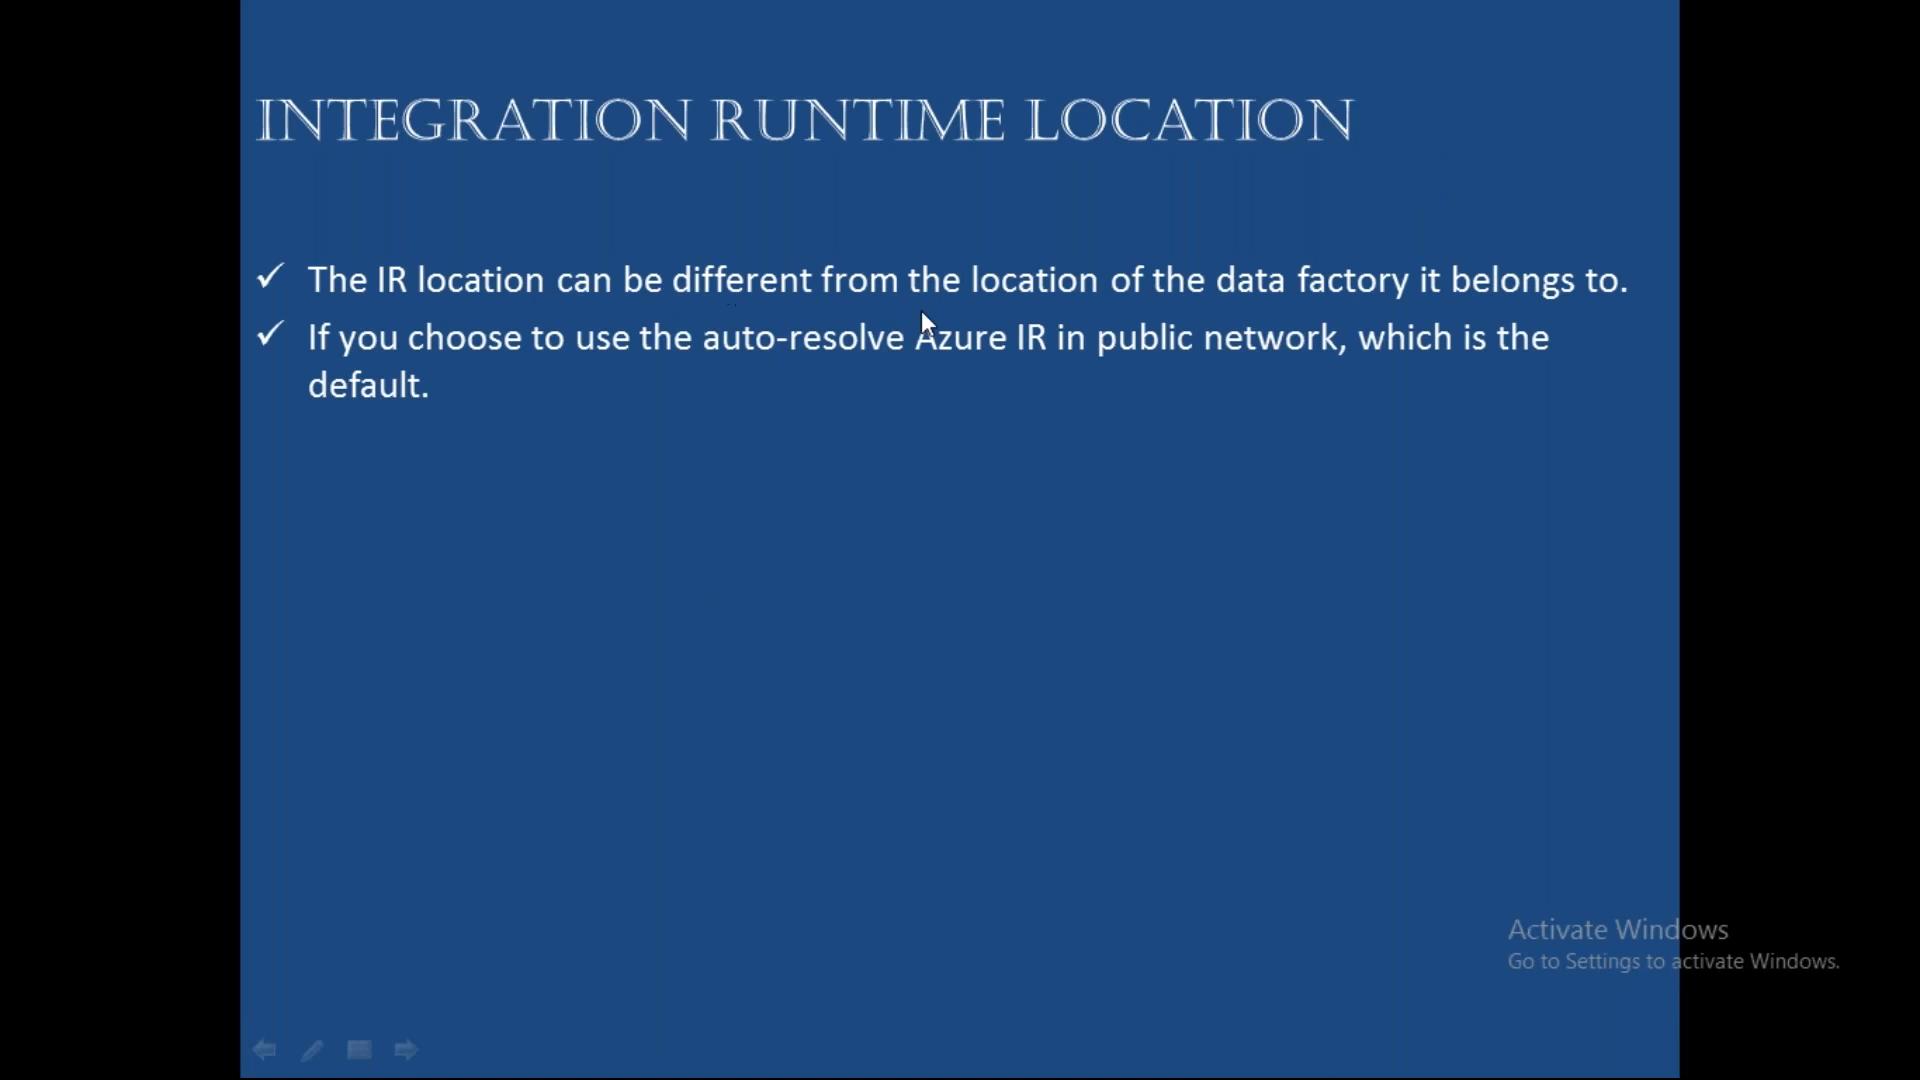 INTEGRATION RUNTIME LOCATION
✓ The IR location can be different from the location of the data factory it belongs to.
✓ If you choose to use the auto-resolve Azure IR in public network, which is the
default.
Activate Windows
Go to Settings to activate Windows.